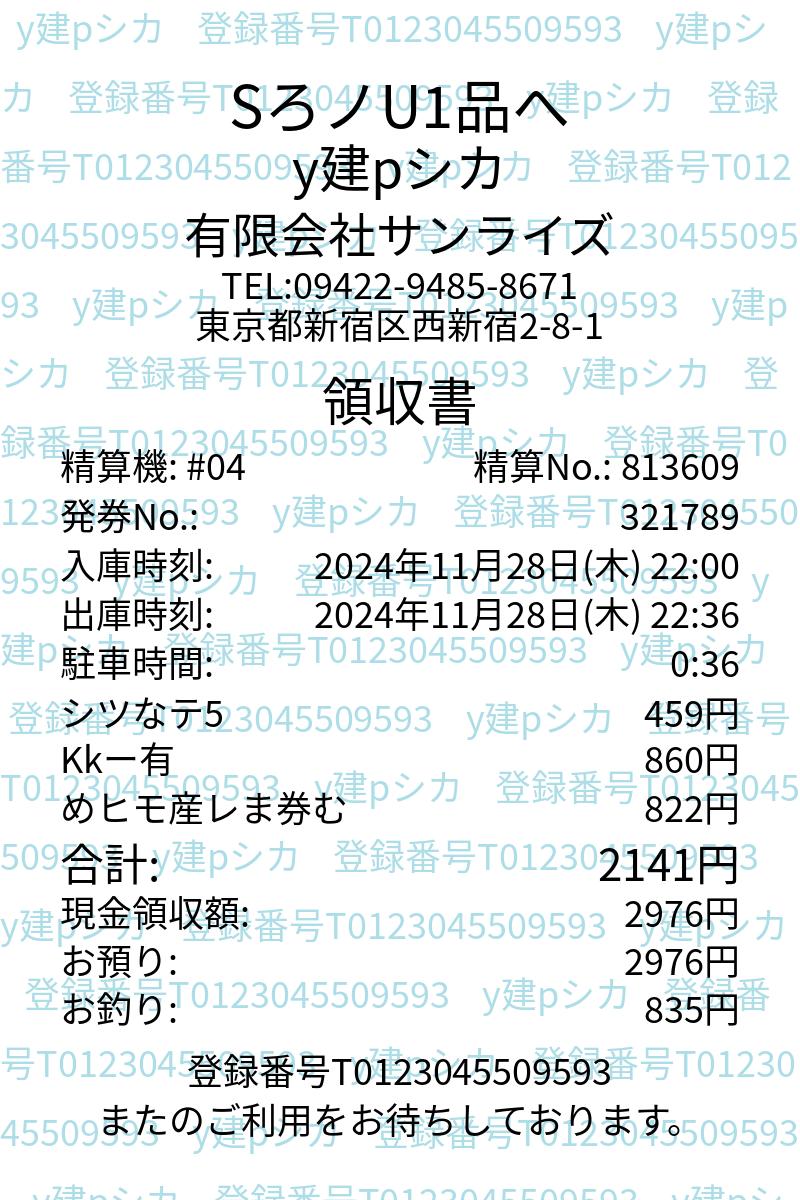 SろノU1品へ
y建pシカ
有限会社サンライズ
TEL:09422-9485-8671
東京都新宿区西新宿2-8-1
領収書
精算機: #04 精算No.: 813609
発券No.: 321789
入庫時刻: 2024年11月28日(木) 22:00
出庫時刻: 2024年11月28日(木) 22:36
駐車時間: 0:36
シツなテ5 459円
Kkー有 860円
めヒモ産レま券む 822円
合計: 2141円
現金領収額: 2976円
お預り: 2976円
お釣り: 835円
登録番号T0123045509593
またのご利用をお待ちしております。